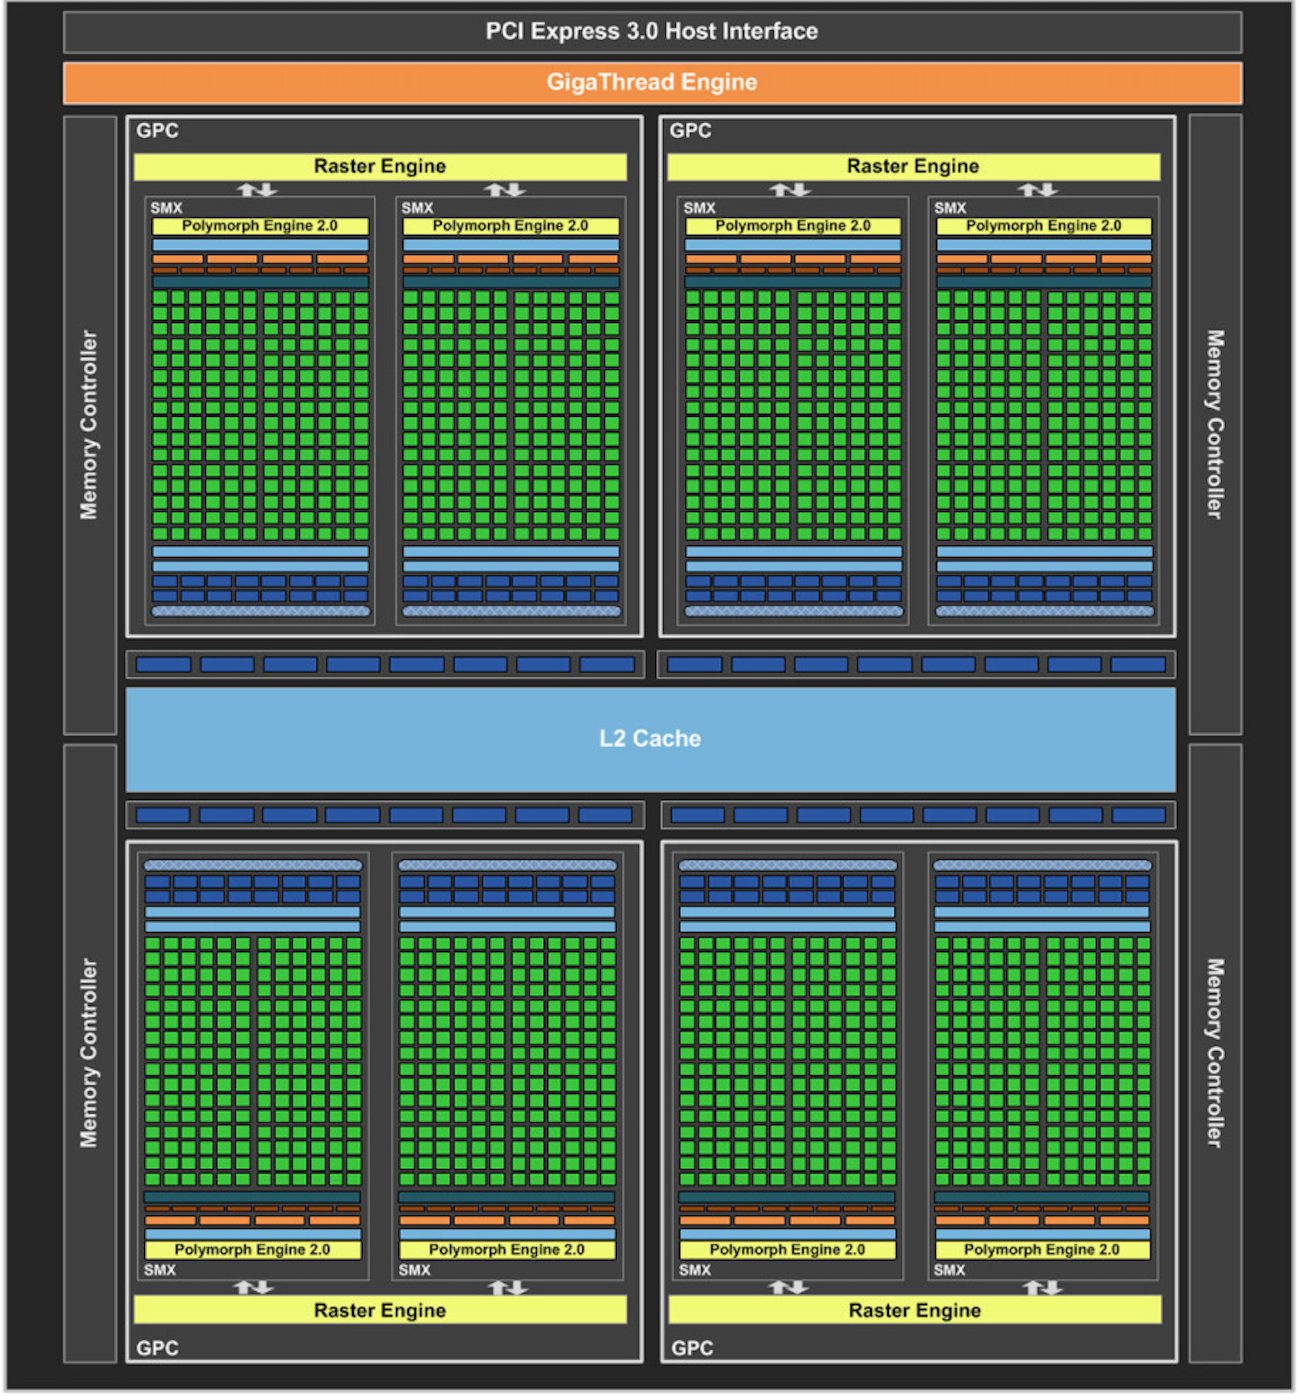 PCI Express 3.0 Host Interface
GigaThread Engine
Memory Controller
GPC
Raster Engine
SMX
Polymorph Engine 2.0
SMX
Polymorph Engine 2.0
GPC
Raster Engine
SMX
Polymorph Engine 2.0
SMX
Polymorph Engine 2.0
Memory Controller
L2 Cache
Memory Controller
Polymorph Engine 2.0
SMX
Polymorph Engine 2.0
SMX
Raster Engine
GPC
Polymorph Engine 2.0
SMX
Polymorph Engine 2.0
SMX
Raster Engine
GPC
Memory Controller